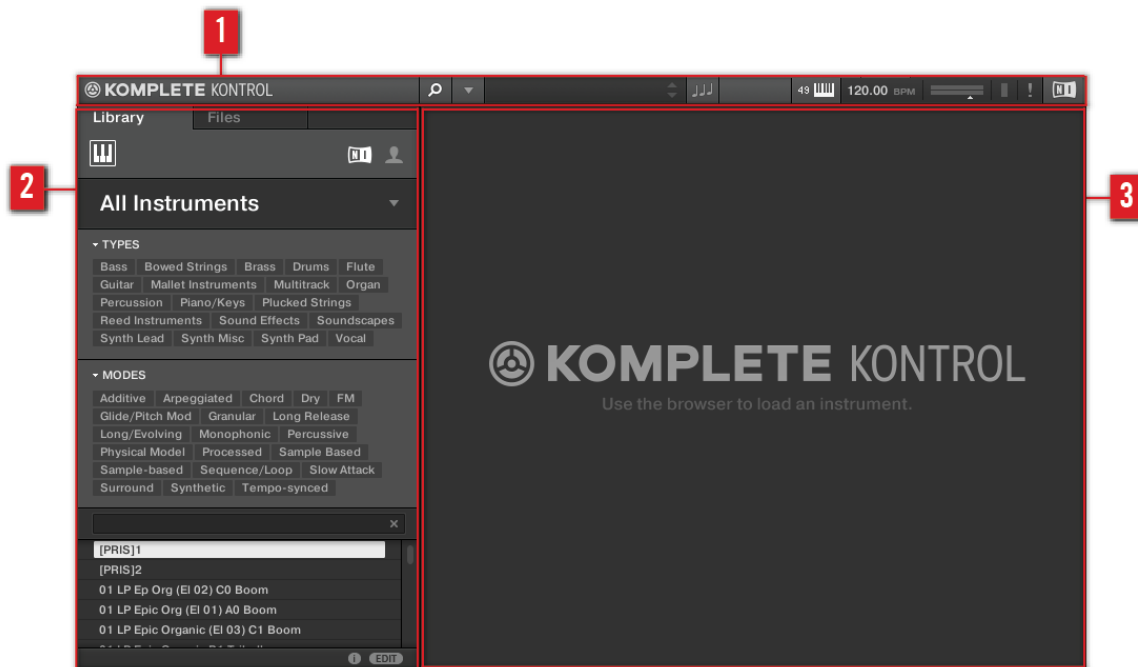 1
KOMPLETE KONTROL
49
120.00 BPM
!
NI
Library
Files
NI
2
3
All Instruments
TYPES
Bass Bowed Strings Brass Drums Flute
Guitar Mallet Instruments Multitrack Organ
Percussion Piano/Keys Plucked Strings
Reed Instruments Sound Effects Soundscapes
Synth Lead Synth Misc Synth Pad Vocal
MODES
Additive Arpeggiated Chord Dry FM
Glide/Pitch Mod Granular Long Release
Long/Evolving Monophonic Percussive
Physical Model Processed Sample Based
Sample-based Sequence/Loop Slow Attack
Surround Synthetic Tempo-synced
KOMPLETE KONTROL
Use the browser to load an instrument.
[PRIS]1
[PRIS]2
01 LP Ep Org (El 02) C0 Boom
01 LP Epic Org (El 01) A0 Boom
01 LP Epic Organic (El 03) C1 Boom
i EDIT